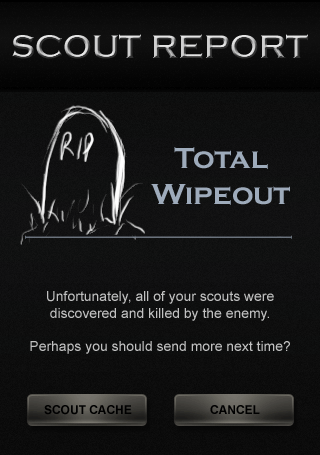 SCOUT REPORT
RIP
TOTAL
WIPEOUT
Unfortunately, all of your scouts were
discovered and killed by the enemy.
Perhaps you should send more next time?
SCOUT CACHE
CANCEL